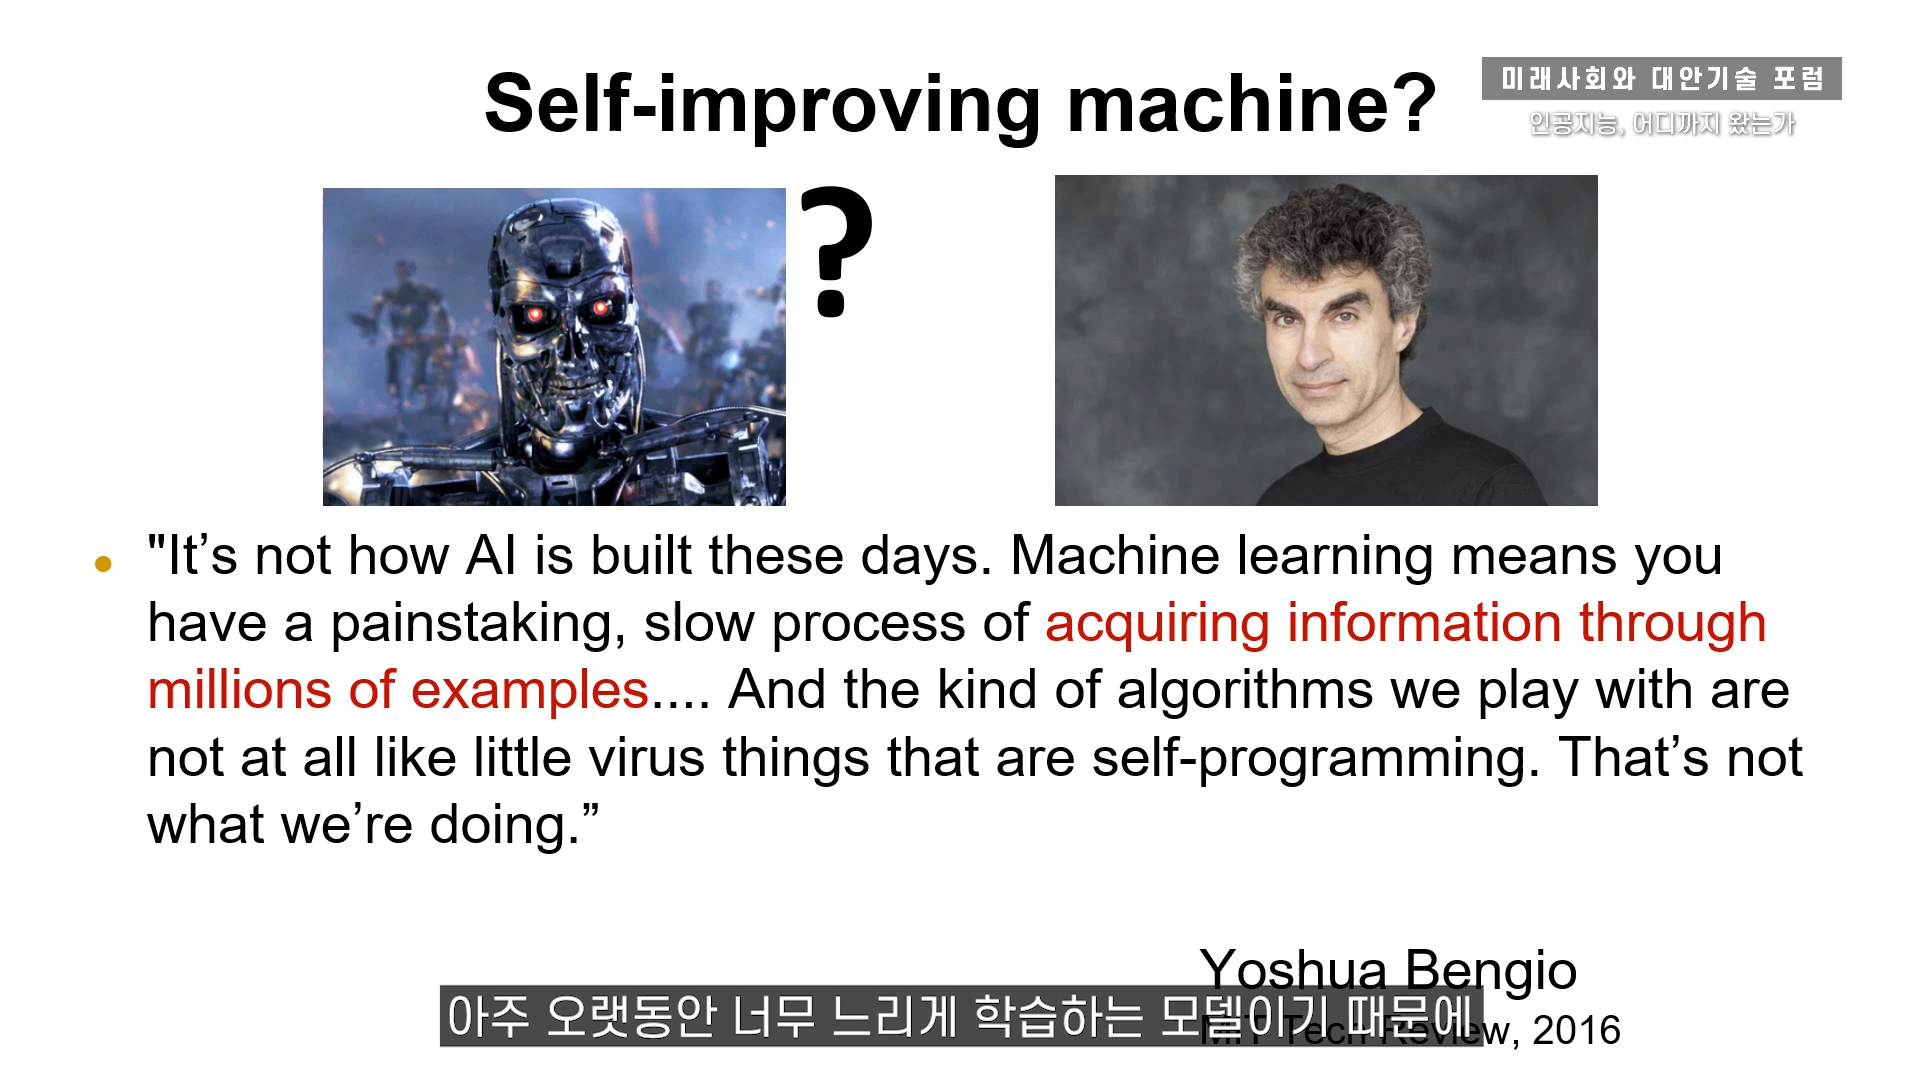 Self-improving machine?
미래사회와 대안기술 포럼
인공지능, 어디까지 왔는가
?
• "It’s not how AI is built these days. Machine learning means you
have a painstaking, slow process of acquiring information through
millions of examples.... And the kind of algorithms we play with are
not at all like little virus things that are self-programming. That’s not
what we’re doing.”
Yoshua Bengio
아주 오랫동안 너무 느리게 학습하는 모델이기 때문에
MIT Tech Review, 2016